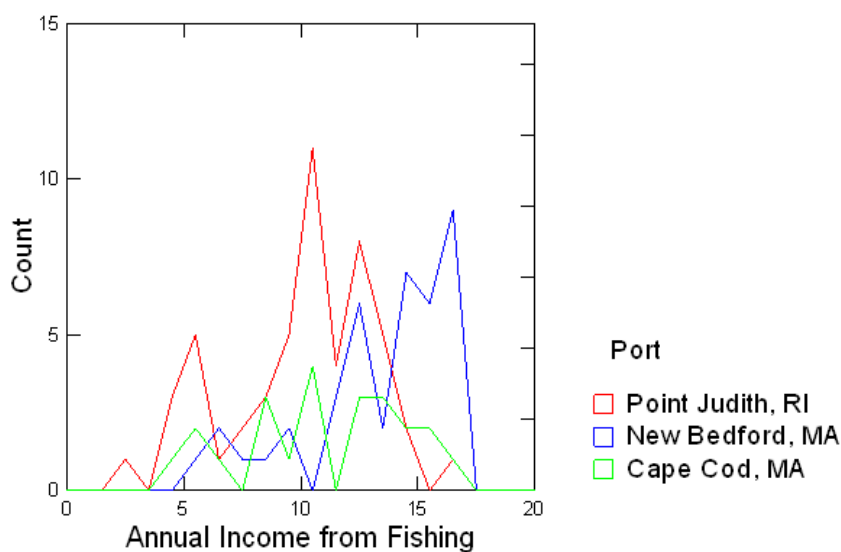 15
10
5
0
Count
0
5
10
15
20
Annual Income from Fishing
Port
Point Judith, RI
New Bedford, MA
Cape Cod, MA